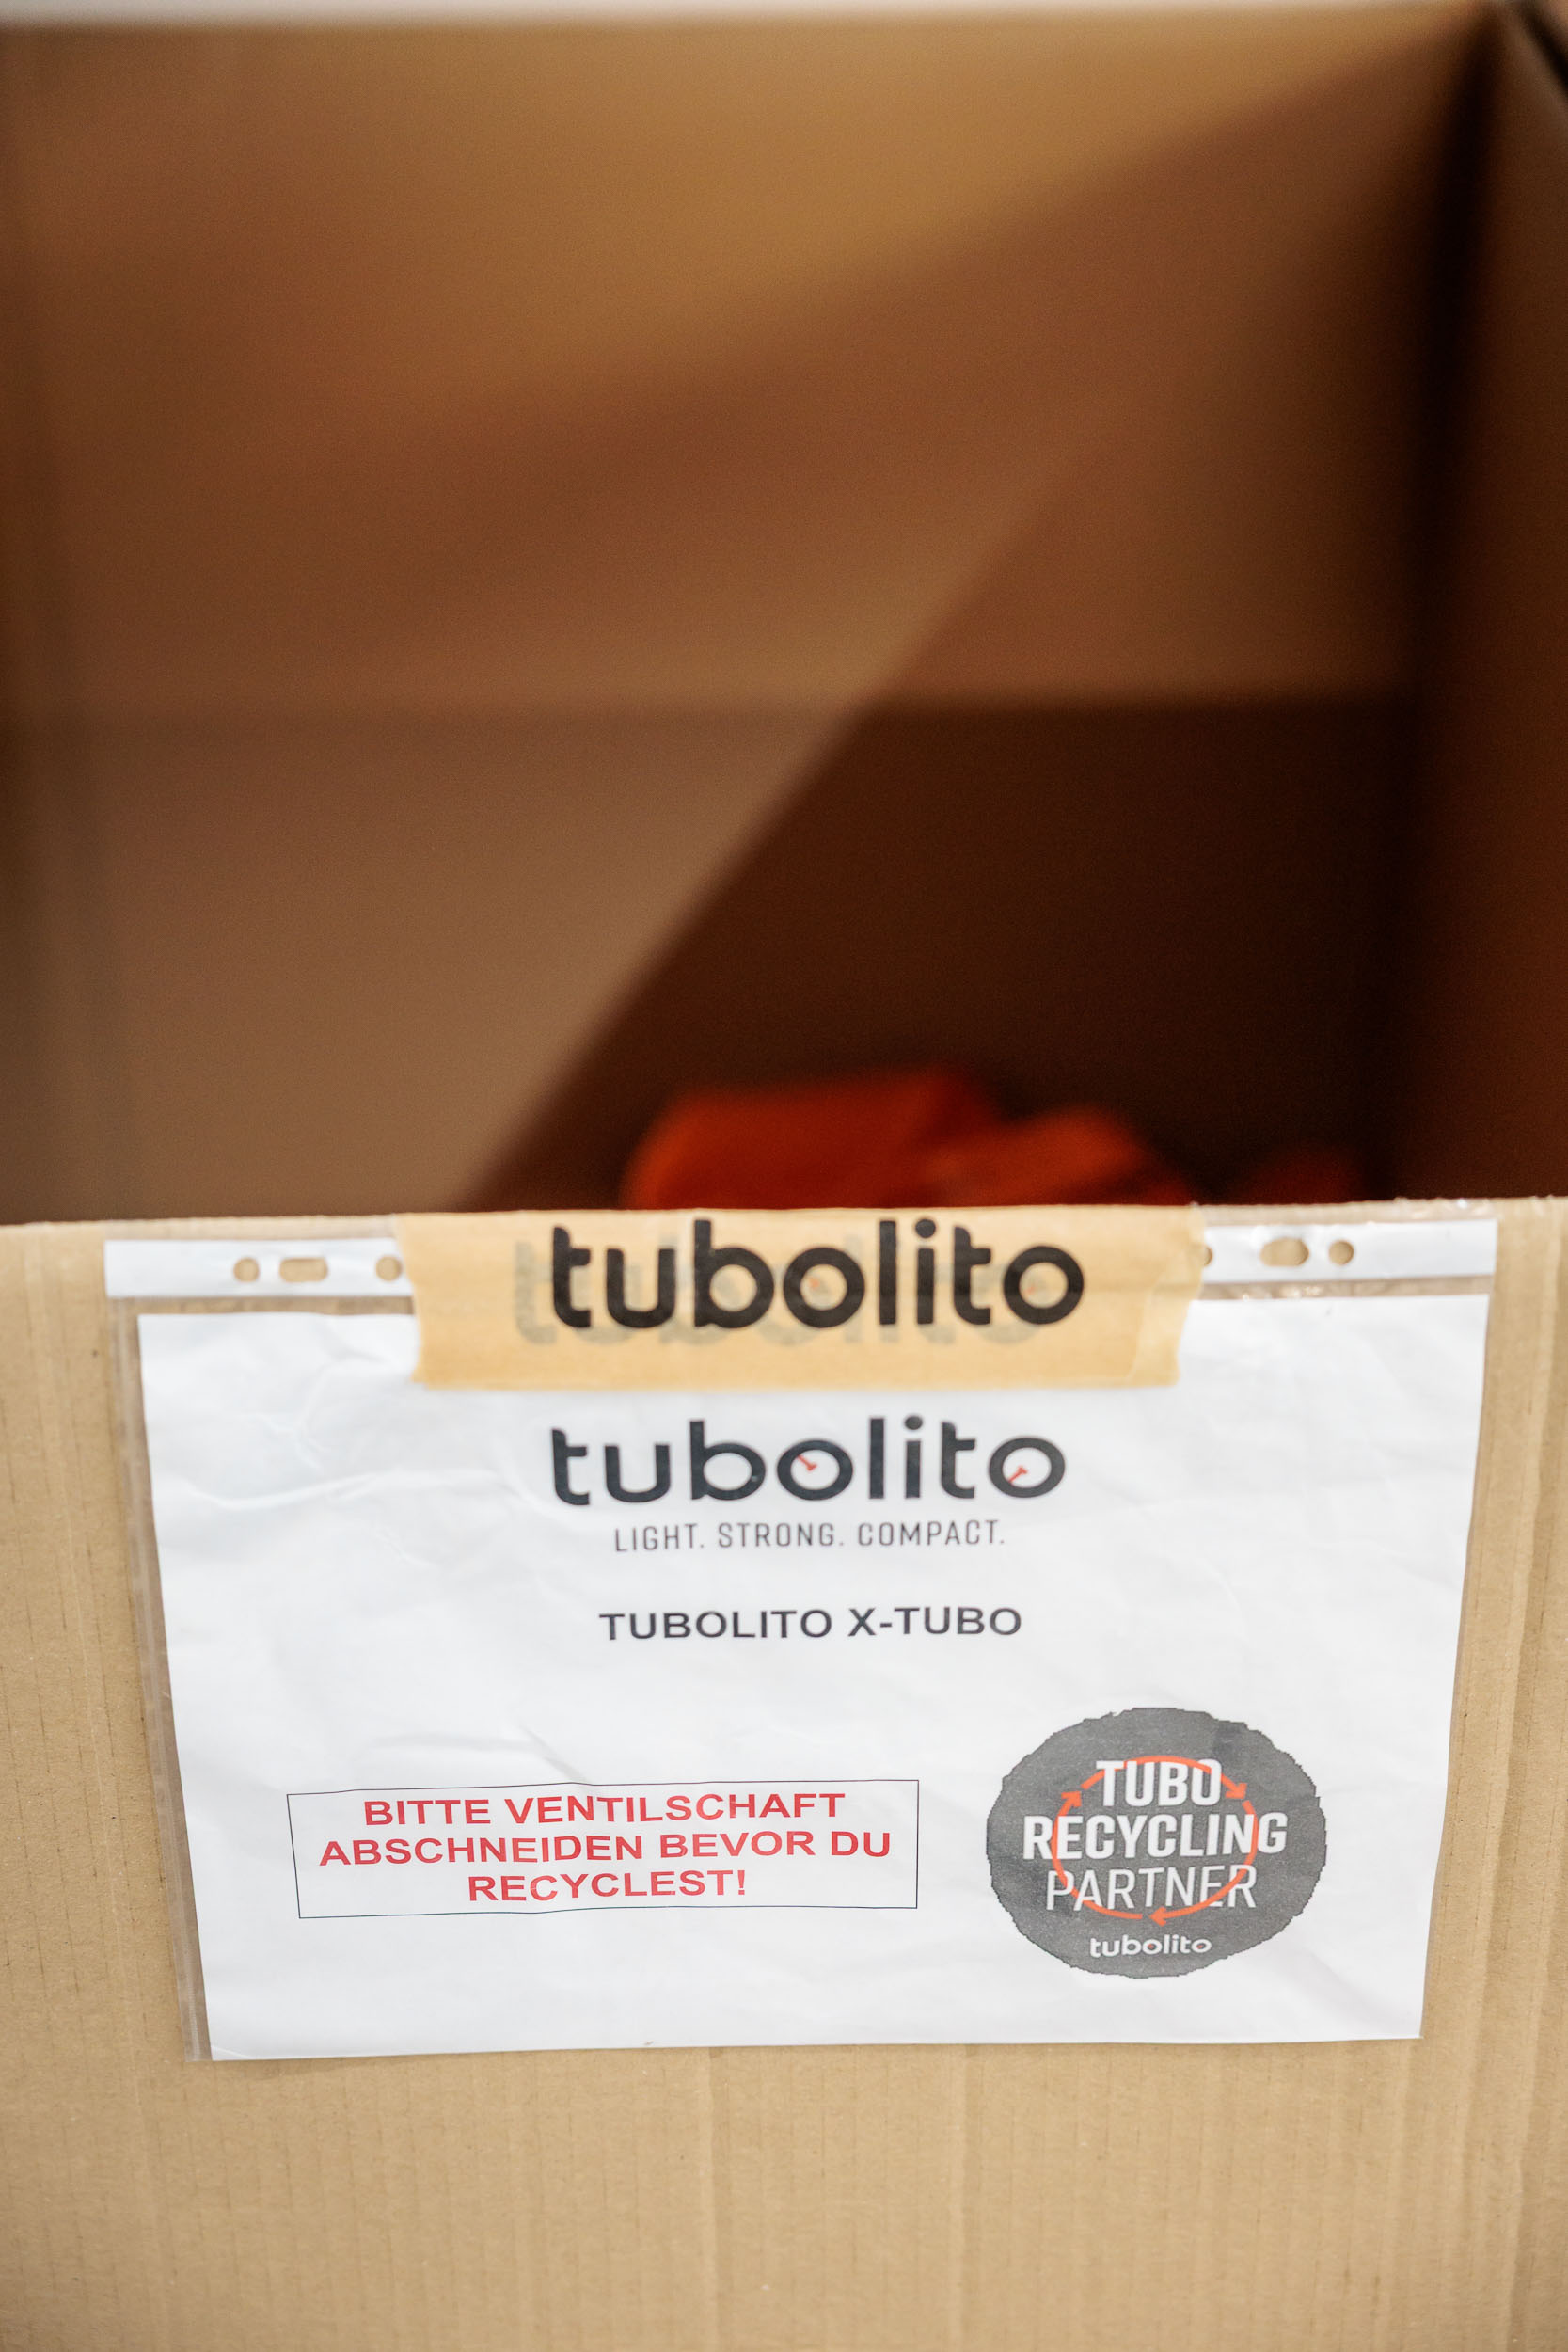 tubolito
tubolito
LIGHT. STRONG. COMPACT.
TUBOLITO X-TUBO
BITTE VENTILSCHAFT
ABSCHNEIDEN BEVOR DU
RECYCLEST!
TUBO
RECYCLING
PARTNER
tubolito